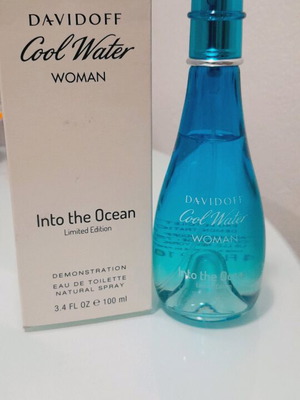 DAVIDOFF
Cool Water
WOMAN
Into the Ocean
Limited Edition
DEMONSTRATION
EAU DE TOILETTE
NATURAL SPRAY
3.4 FL OZ e 100 ml
DAVIDOFF
Cool Water
WOMAN
Into the Ocean